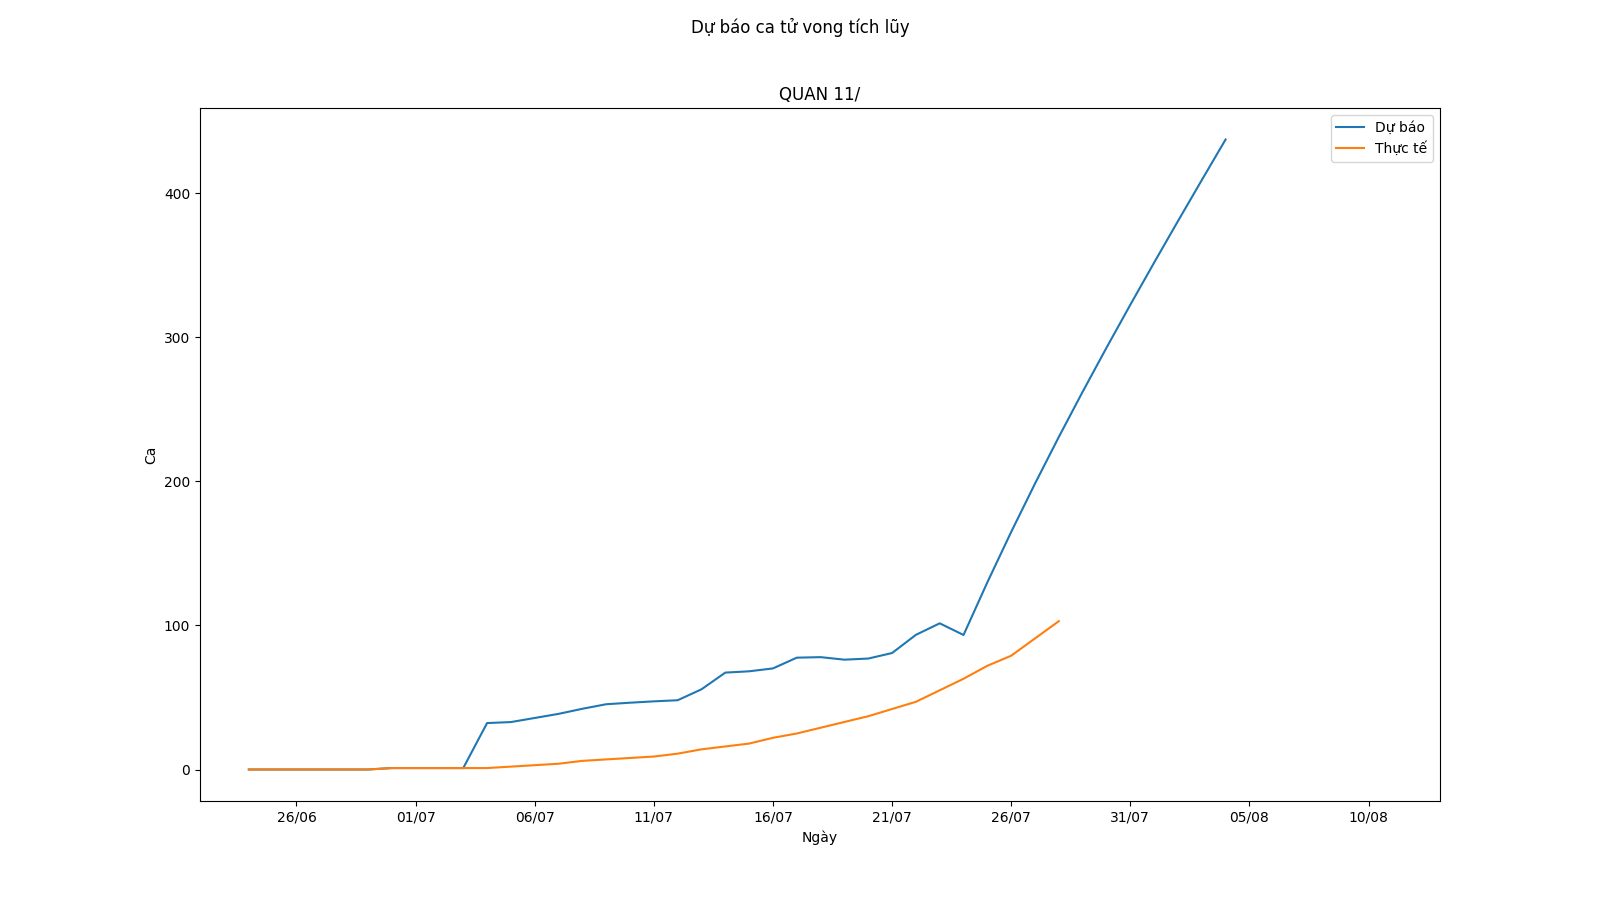 Dự báo ca tử vong tích lũy
QUAN 11/
Dự báo
Thực tế
400
300
200
100
0
Ca
26/06 01/07 06/07 11/07 16/07 21/07 26/07 31/07 05/08 10/08
Ngày